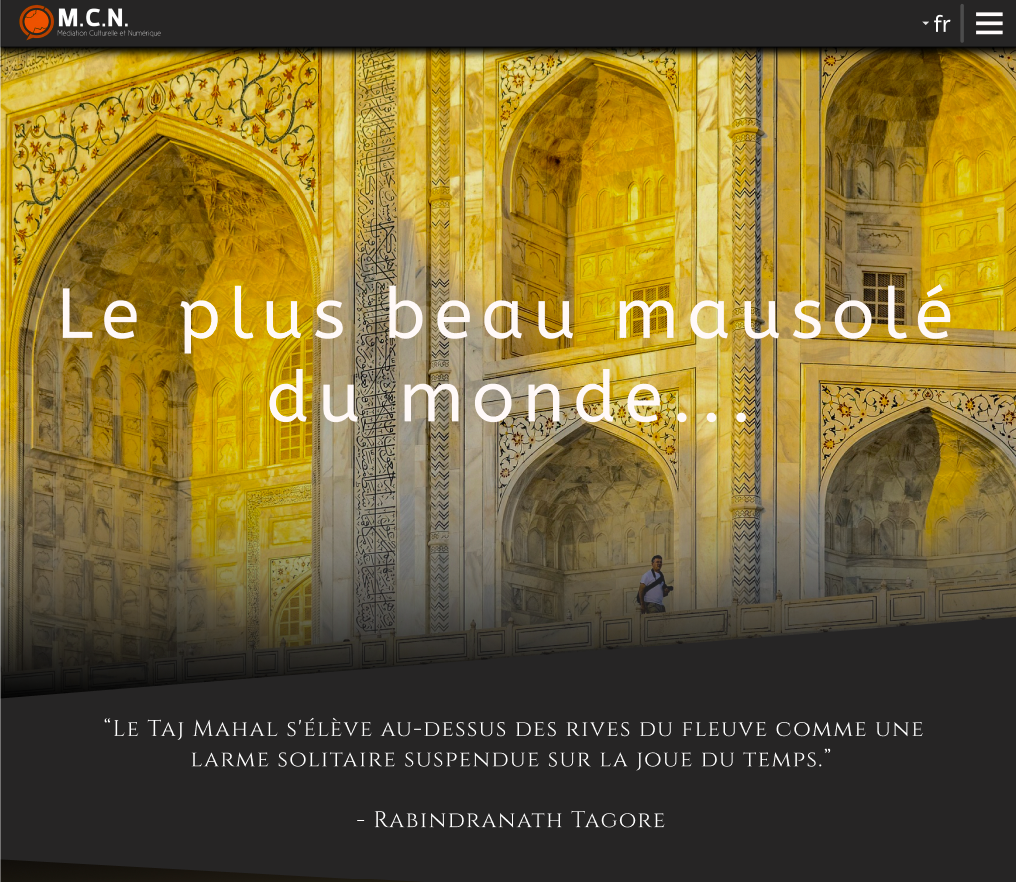 M.C.N.
Médiation Culturelle et Numérique
fr
Le plus beau mausolé
du monde...
“Le Taj Mahal s'élève au-dessus des rives du fleuve comme une
larme solitaire suspendue sur la joue du temps.”
- Rabindranath Tagore